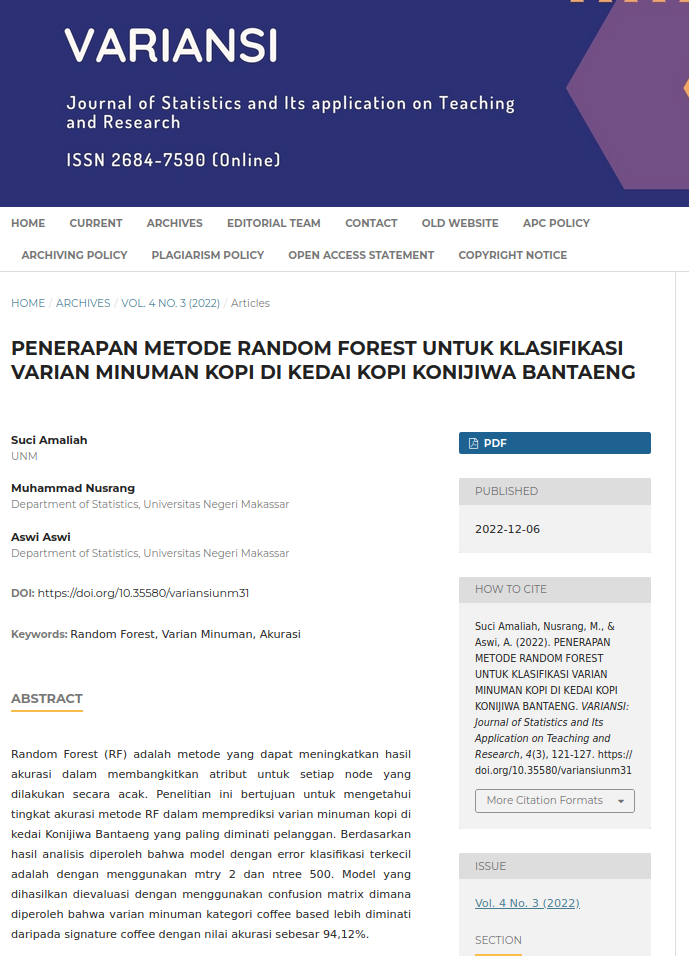 VARIANSI
Journal of Statistics and Its application on Teaching
and Research
ISSN 2684-7590 (Online)
HOME CURRENT ARCHIVES EDITORIAL TEAM CONTACT OLD WEBSITE APC POLICY
ARCHIVING POLICY PLAGIARISM POLICY OPEN ACCESS STATEMENT COPYRIGHT NOTICE
HOME / ARCHIVES / VOL. 4 NO. 3 (2022) / Articles
PENERAPAN METODE RANDOM FOREST UNTUK KLASIFIKASI
VARIAN MINUMAN KOPI DI KEDAI KOPI KONIJIWA BANTAENG
Suci Amaliah
UNM
Muhammad Nusrang
Department of Statistics, Universitas Negeri Makassar
Aswi Aswi
Department of Statistics, Universitas Negeri Makassar
DOI: https://doi.org/10.35580/variansiunm31
Keywords: Random Forest, Varian Minuman, Akurasi
ABSTRACT
Random Forest (RF) adalah metode yang dapat meningkatkan hasil
akurasi dalam membangkitkan atribut untuk setiap node yang
dilakukan secara acak. Penelitian ini bertujuan untuk mengetahui
tingkat akurasi metode RF dalam memprediksi varian minuman kopi di
kedai Konijiwa Bantaeng yang paling diminati pelanggan. Berdasarkan
hasil analisis diperoleh bahwa model dengan error klasifikasi terkecil
adalah dengan menggunakan mtry 2 dan ntree 500. Model yang
dihasilkan dievaluasi dengan menggunakan confusion matrix dimana
diperoleh bahwa varian minuman kategori coffee based lebih diminati
daripada signature coffee dengan nilai akurasi sebesar 94,12%.
PDF
PUBLISHED
2022-12-06
HOW TO CITE
Suci Amaliah, Nusrang, M., &
Aswi, A. (2022). PENERAPAN
METODE RANDOM FOREST
UNTUK KLASIFIKASI VARIAN
MINUMAN KOPI DI KEDAI KOPI
KONIJIWA BANTAENG. VARIANSI:
Journal of Statistics and Its
Application on Teaching and
Research, 4(3), 121-127. https://
doi.org/10.35580/variansiunm31
More Citation Formats
ISSUE
Vol. 4 No. 3 (2022)
SECTION